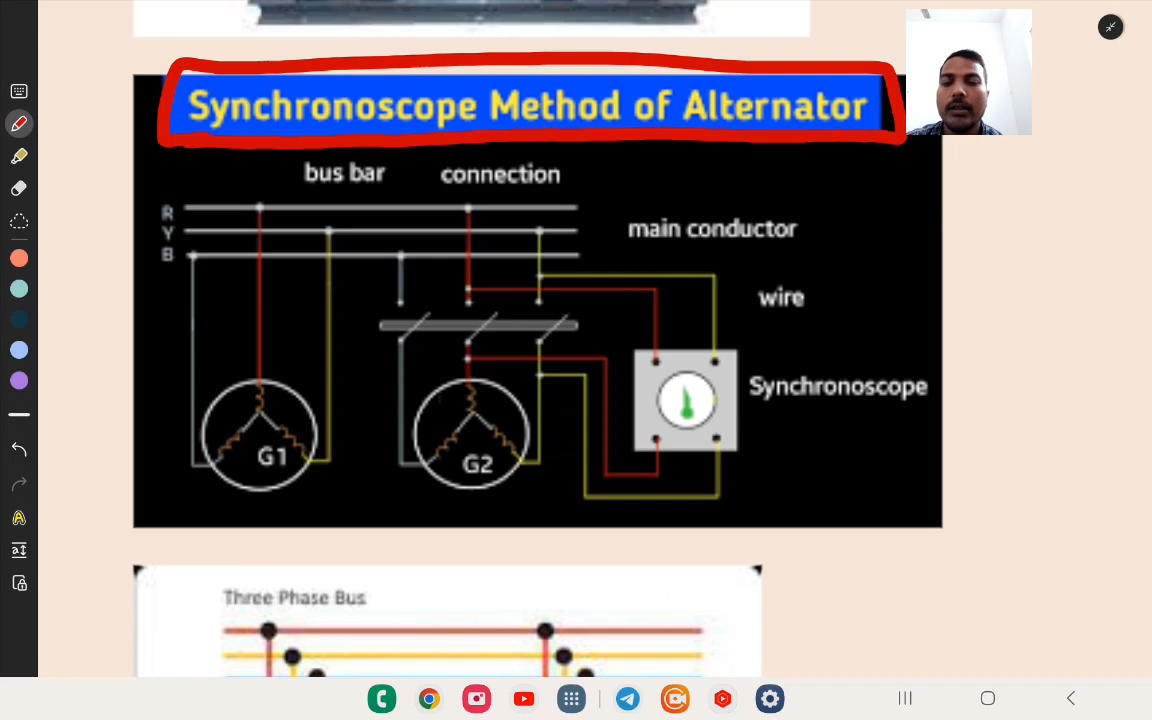 Synchronoscope Method of Alternator
bus bar connection
R
Y
B
main conductor
wire
Synchronoscope
G1
G2
Three Phase Bus